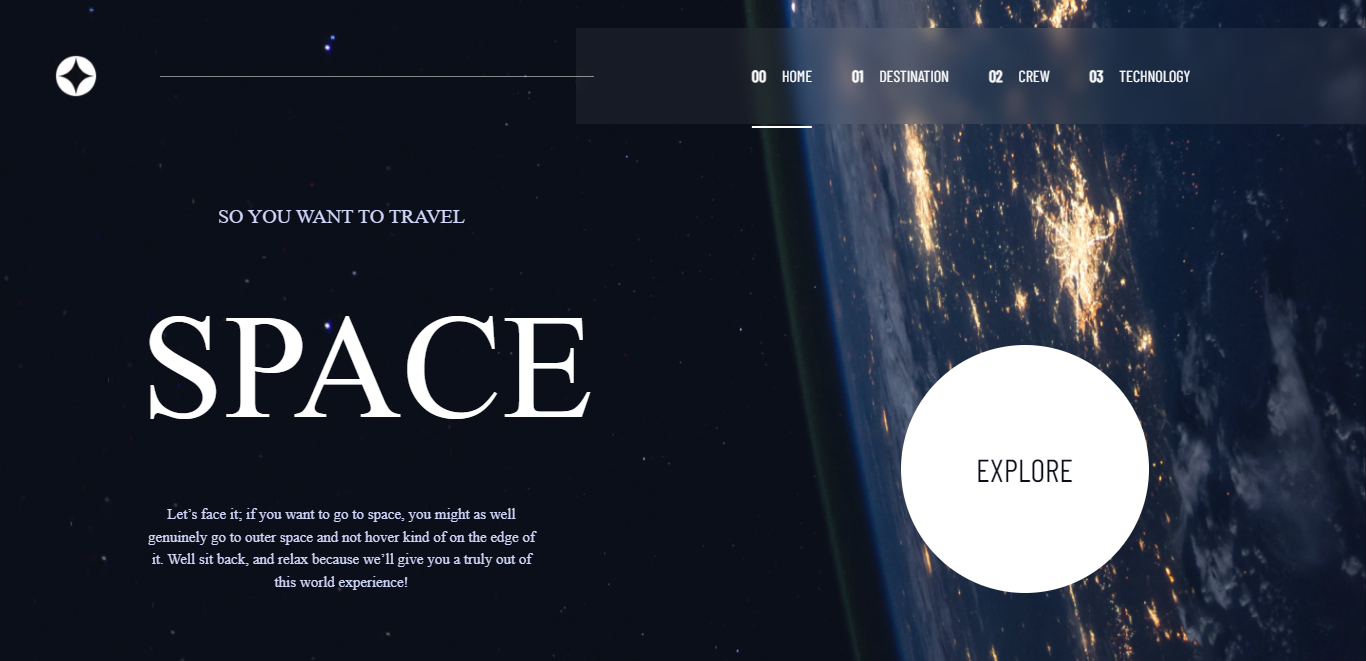 00 HOME 01 DESTINATION 02 CREW 03 TECHNOLOGY
SO YOU WANT TO TRAVEL
SPACE
EXPLORE
Let’s face it; if you want to go to space, you might as well
genuinely go to outer space and not hover kind of on the edge of
it. Well sit back, and relax because we’ll give you a truly out of
this world experience!